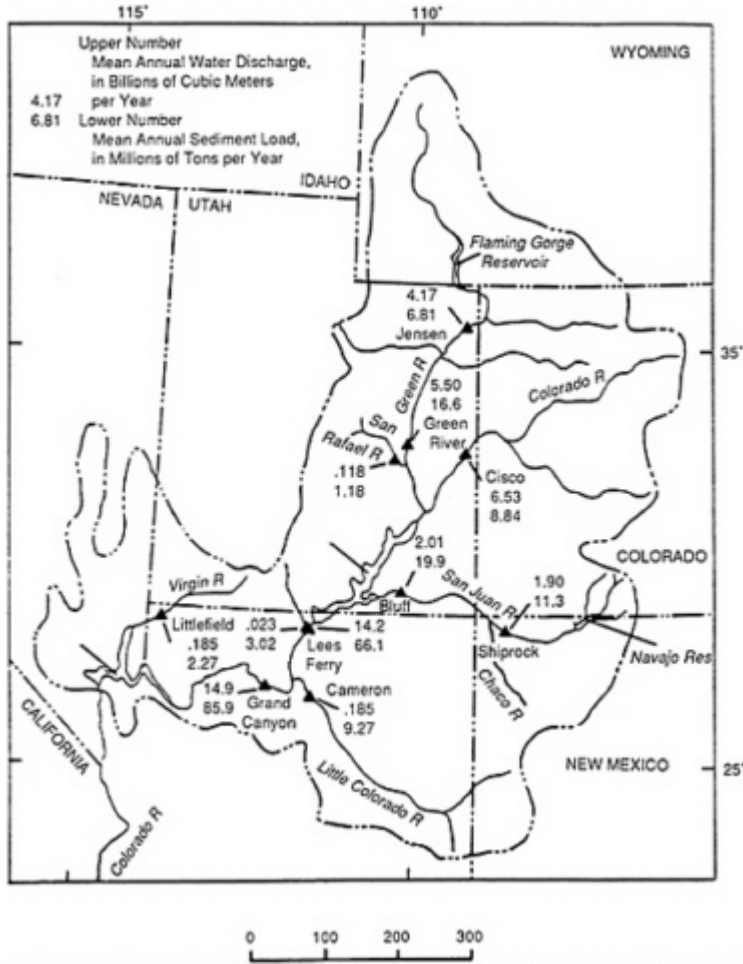 115°
110°
Upper Number
Mean Annual Water Discharge,
in Billions of Cubic Meters
4.17 per Year
6.81 Lower Number
Mean Annual Sediment Load,
in Millions of Tons per Year
WYOMING
IDAHO
NEVADA
UTAH
Flaming Gorge
Reservoir
4.17
6.81
Jensen
35°
Green R
Colorado R
5.50
16.6
Green
River
San
Rafael R
.118
1.18
Cisco
6.53
8.84
2.01
19.9
Bluff
COLORADO
San Juan R
1.90
11.3
Virgin R
Littlefield
.185
2.27
.023
3.02
Lees
Ferry
14.2
66.1
Shiprock
Navajo Res
Chaco R
14.9
85.9
Grand
Canyon
Cameron
.185
9.27
CALIFORNIA
Little Colorado R
NEW MEXICO
25°
Colorado R
0 100 200 300